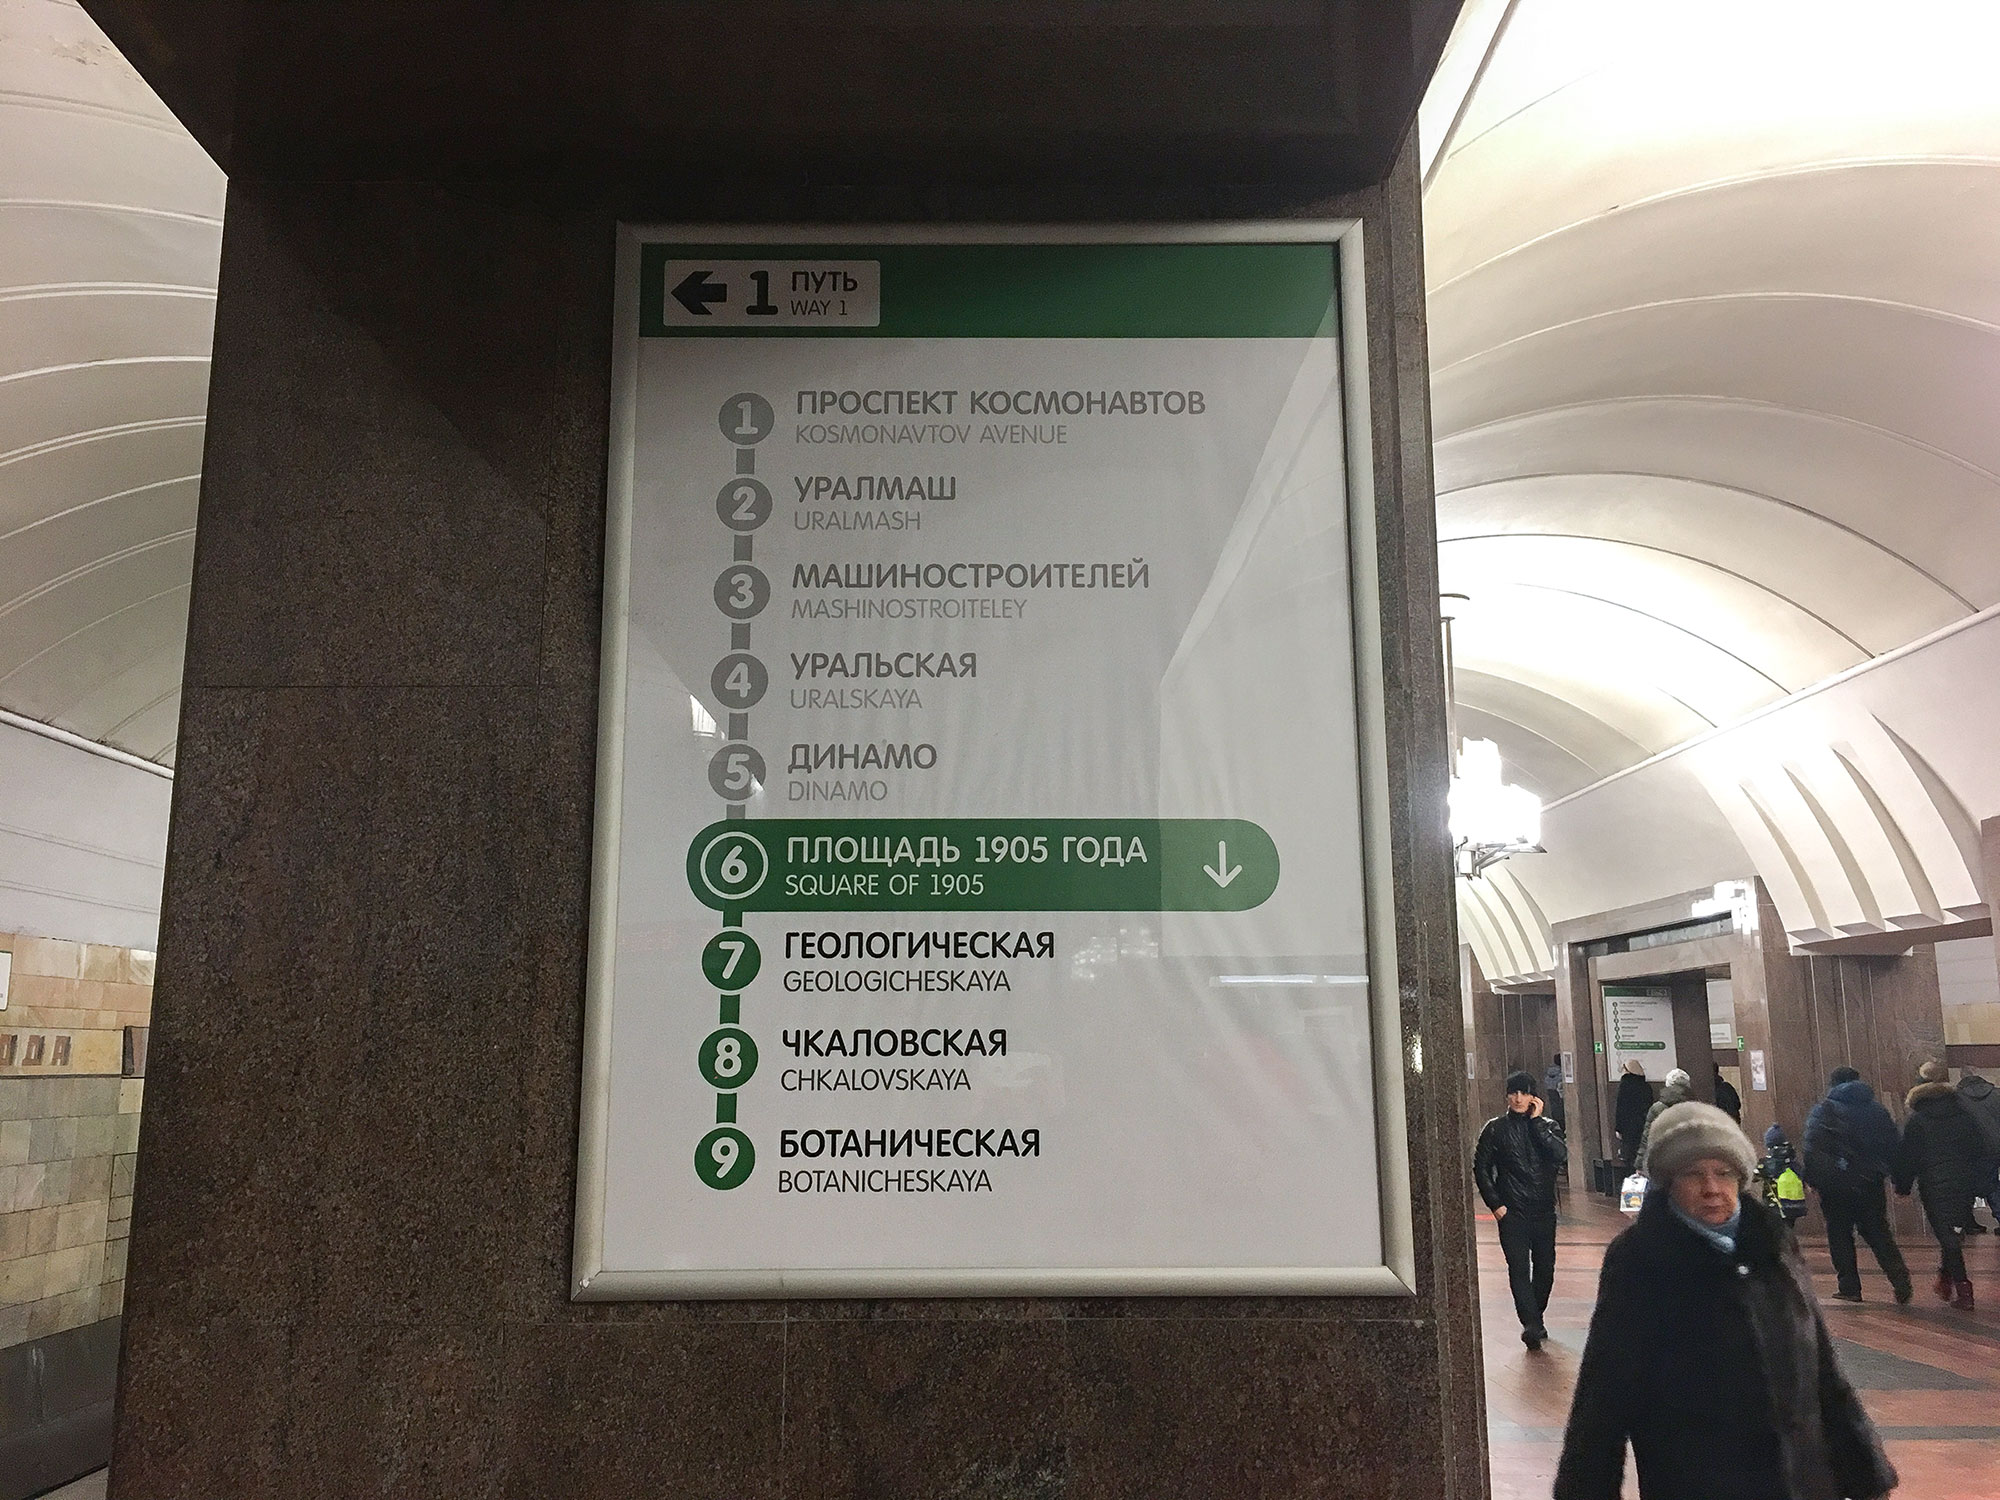 1 ПУТЬ
WAY 1
1 ПРОСПЕКТ КОСМОНАВТОВ
KOSMONAVTOV AVENUE
2 УРАЛМАШ
URALMASH
3 МАШИНОСТРОИТЕЛЕЙ
MASHINOSTROITELEY
4 УРАЛЬСКАЯ
URALSKAYA
5 ДИНАМО
DINAMO
6 ПЛОЩАДЬ 1905 ГОДА
SQUARE OF 1905
7 ГЕОЛОГИЧЕСКАЯ
GEOLOGICHESKAYA
8 ЧКАЛОВСКАЯ
CHKALOVSKAYA
9 БОТАНИЧЕСКАЯ
BOTANICHESKAYA